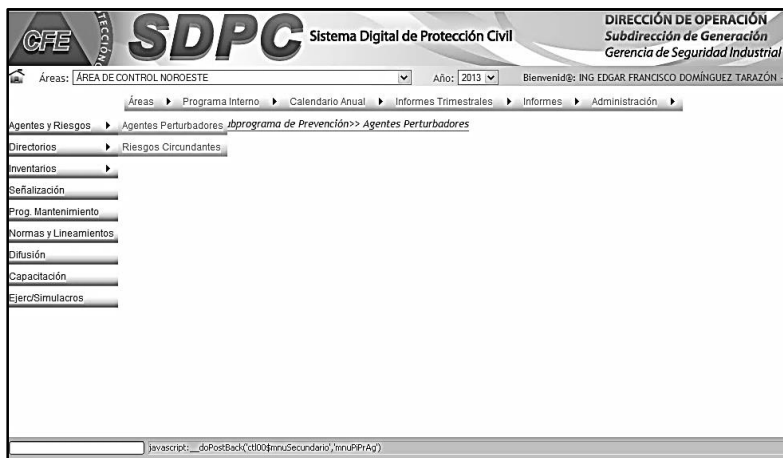 CFE
TECCIÓN
SDPC Sistema Digital de Protección Civil
DIRECCIÓN DE OPERACIÓN
Subdirección de Generación
Gerencia de Seguridad Industrial
Áreas: ÁREA DE CONTROL NOROESTE Año: 2013 Bienvenid@: ING EDGAR FRANCISCO DOMÍNGUEZ TARAZÓN -
Áreas Programa Interno Calendario Anual Informes Trimestrales Informes Administración
Agentes y Riesgos Agentes Perturbadores ubprograma de Prevención>> Agentes Perturbadores
Directorios Riesgos Circundantes
Inventarios
Señalización
Prog. Mantenimiento
Normas y Lineamientos
Difusión
Capacitación
Ejerc/Simulacros
javascript:__doPostBack('ctl00$mnuSecundario','mnuPiPrAg')